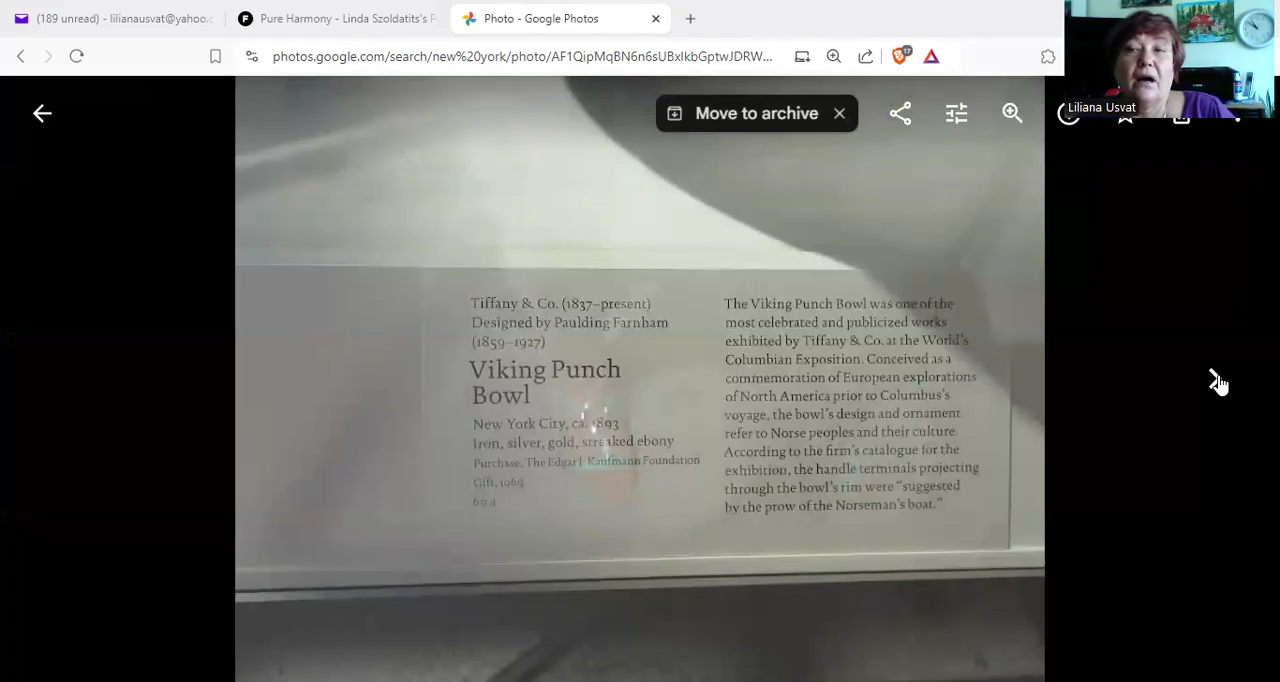 (189 unread) - lilianausvat@yahoo.c
Pure Harmony - Linda Szoldatits's P
Photo - Google Photos
photos.google.com/search/new%20york/photo/AF1QipMqBN6n6sUBxlkbGptwJDRW...
17
Liliana Usvat
Move to archive
Tiffany & Co. (1837–present)
Designed by Paulding Farnham
(1859–1927)
Viking Punch
Bowl
New York City, ca. 1893
Iron, silver, gold, streaked ebony
Purchase, The Edgar J. Kaufmann Foundation
Gift, 1969
69.4
The Viking Punch Bowl was one of the
most celebrated and publicized works
exhibited by Tiffany & Co. at the World's
Columbian Exposition. Conceived as a
commemoration of European explorations
of North America prior to Columbus's
voyage, the bowl's design and ornament
refer to Norse peoples and their culture.
According to the firm's catalogue for the
exhibition, the handle terminals projecting
through the bowl's rim were "suggested
by the prow of the Norseman's boat."